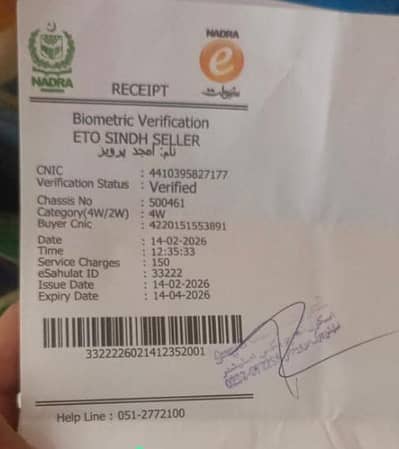 NADRA
NADRA
e
سہولت
RECEIPT
Biometric Verification
ETO SINDH SELLER
نام: امجد پرویز
CNIC : 4410395827177
Verification Status : Verified
Chassis No : 500461
Category(4W/2W) : 4W
Buyer Cnic : 4220151553891
Date : 14-02-2026
Time : 12:35:33
Service Charges : 150
eSahulat ID : 33222
Issue Date : 14-02-2026
Expiry Date : 14-04-2026
3322226021412352001
Help Line : 051-2772100